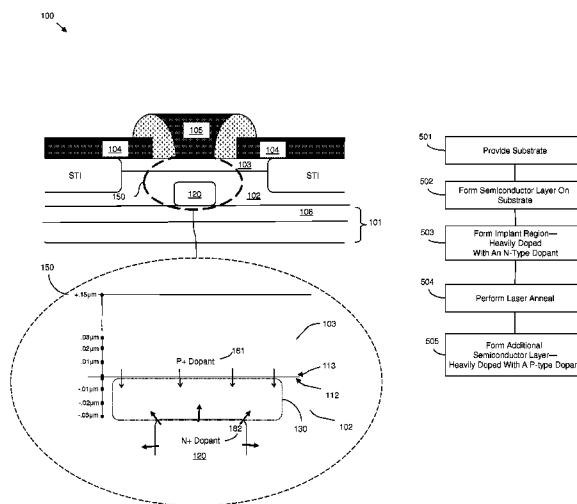 100
105
104
104
103
STI
STI
150
120
102
106
101
150
+.15µm
103
.03µm
.02µm
P+ Dopant
161
.01µm
113
-.01µm
112
-.02µm
102
N+ Dopant
162
130
120
501
Provide Substrate
502
Form Semiconductor Layer On
Substrate
503
Form Implant Region—
Heavily Doped
With An N-Type Dopant
504
Perform Laser Anneal
505
Form Additional
Semiconductor Layer—
Heavily Doped With A P-type Dopant